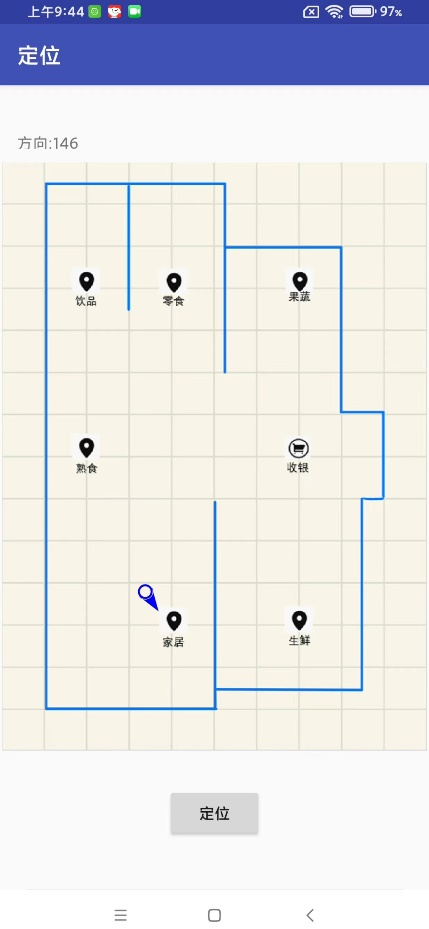 上午9:44 97%
定位
方向:146
饮品 零食 果蔬
熟食 收银
家居 生鲜
定位